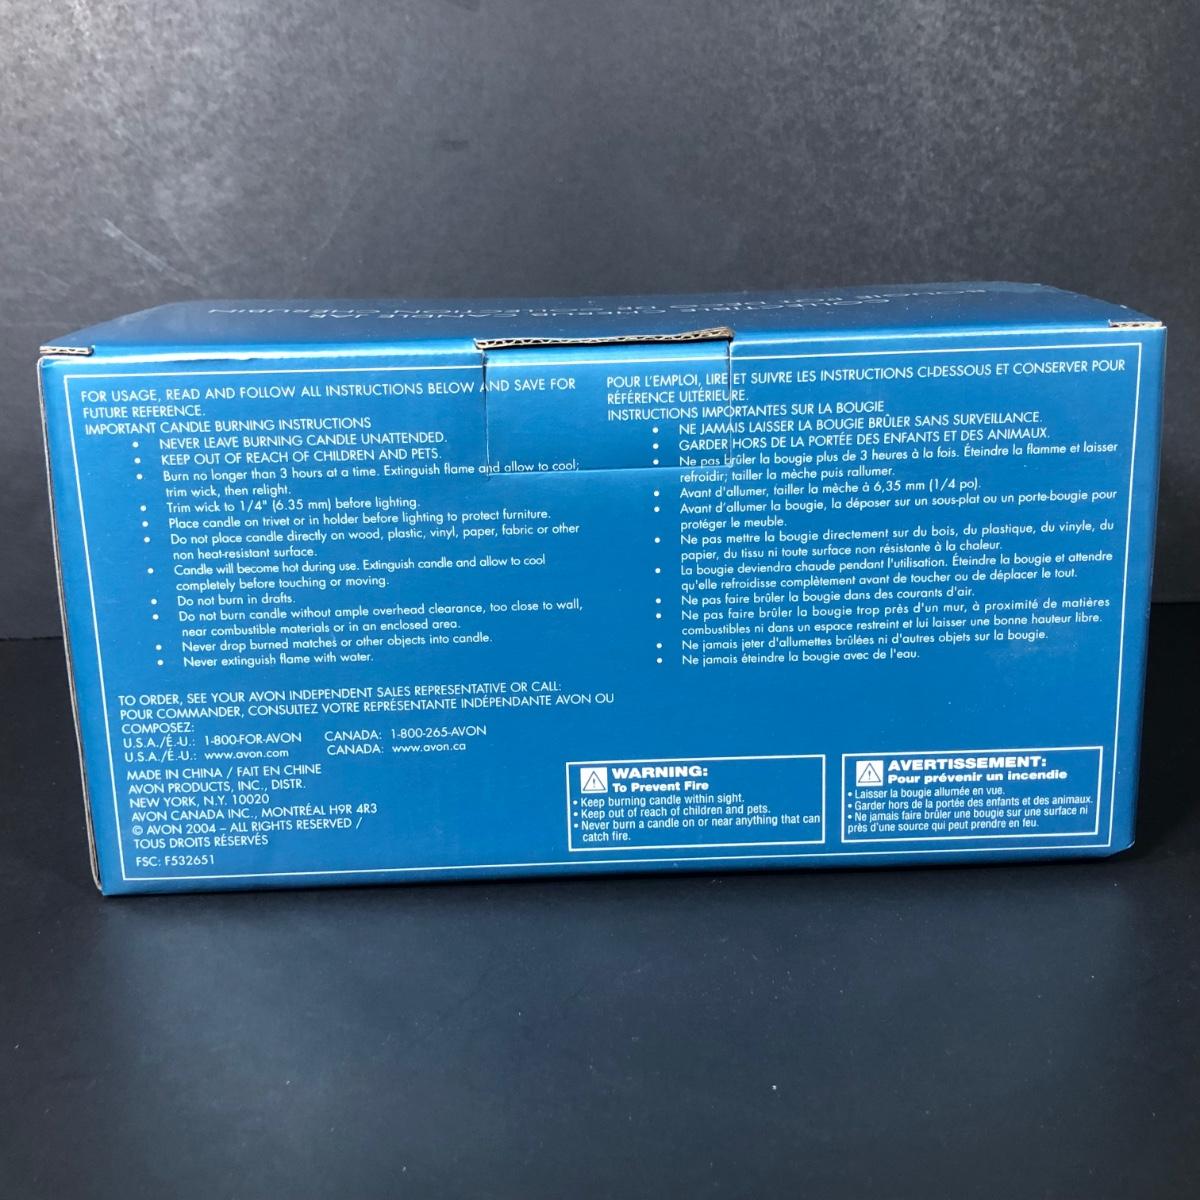 FOR USAGE, READ AND FOLLOW ALL INSTRUCTIONS BELOW AND SAVE FOR
FUTURE REFERENCE.
IMPORTANT CANDLE BURNING INSTRUCTIONS
• NEVER LEAVE BURNING CANDLE UNATTENDED.
• KEEP OUT OF REACH OF CHILDREN AND PETS.
• Burn no longer than 3 hours at a time. Extinguish flame and allow to cool;
trim wick, then relight.
• Trim wick to 1/4" (6.35 mm) before lighting.
• Place candle on trivet or in holder before lighting to protect furniture.
• Do not place candle directly on wood, plastic, vinyl, paper, fabric or other
non heat-resistant surface.
• Candle will become hot during use. Extinguish candle and allow to cool
completely before touching or moving.
• Do not burn in drafts.
• Do not burn candle without ample overhead clearance, too close to wall,
near combustible materials or in an enclosed area.
• Never drop burned matches or other objects into candle.
• Never extinguish flame with water.
POUR L'EMPLOI, LIRE ET SUIVRE LES INSTRUCTIONS CI-DESSOUS ET CONSERVER POUR
RÉFÉRENCE ULTÉRIEURE.
INSTRUCTIONS IMPORTANTES SUR LA BOUGIE
• NE JAMAIS LAISSER LA BOUGIE BRÛLER SANS SURVEILLANCE.
• GARDER HORS DE LA PORTÉE DES ENFANTS ET DES ANIMAUX.
• Ne pas brûler la bougie plus de 3 heures à la fois. Éteindre la flamme et laisser
refroidir; tailler la mèche puis rallumer.
• Avant d'allumer, tailler la mèche à 6,35 mm (1/4 po).
• Avant d'allumer la bougie, la déposer sur un sous-plat ou un porte-bougie pour
protéger le meuble.
• Ne pas mettre la bougie directement sur du bois, du plastique, du vinyle, du
papier, du tissu ni toute surface non résistante à la chaleur.
• La bougie deviendra chaude pendant l'utilisation. Éteindre la bougie et attendre
qu'elle refroidisse complètement avant de toucher ou de déplacer le tout.
• Ne pas faire brûler la bougie dans des courants d'air.
• Ne pas faire brûler la bougie trop près d'un mur, à proximité de matières
combustibles ni dans un espace restreint et lui laisser une bonne hauteur libre.
• Ne jamais jeter d'allumettes brûlées ni d'autres objets sur la bougie.
• Ne jamais éteindre la bougie avec de l'eau.
TO ORDER, SEE YOUR AVON INDEPENDENT SALES REPRESENTATIVE OR CALL:
POUR COMMANDER, CONSULTEZ VOTRE REPRÉSENTANTE INDÉPENDANTE AVON OU
COMPOSEZ:
U.S.A./É.-U.: 1-800-FOR-AVON CANADA: 1-800-265-AVON
U.S.A./É.-U.: www.avon.com CANADA: www.avon.ca
MADE IN CHINA / FAIT EN CHINE
AVON PRODUCTS, INC., DISTR.
NEW YORK, N.Y. 10020
AVON CANADA INC., MONTRÉAL H9R 4R3
© AVON 2004 – ALL RIGHTS RESERVED /
TOUS DROITS RÉSERVÉS
FSC: F532651
WARNING:
To Prevent Fire
• Keep burning candle within sight.
• Keep out of reach of children and pets.
• Never burn a candle on or near anything that can
catch fire.
AVERTISSEMENT:
Pour prévenir un incendie
• Laisser la bougie allumée en vue.
• Garder hors de la portée des enfants et des animaux.
• Ne jamais faire brûler une bougie sur une surface ni
près d'une source qui peut prendre en feu.